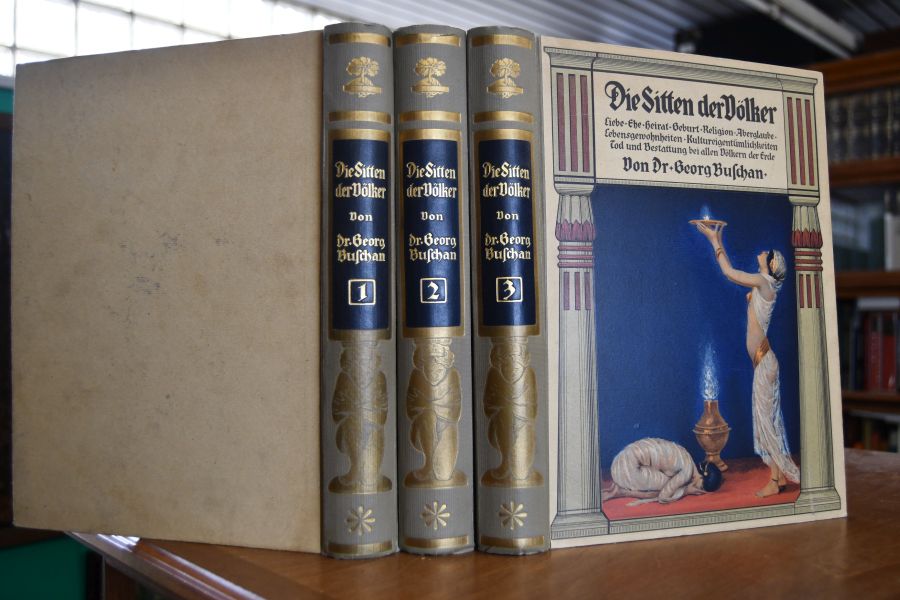 Die Sitten
der Völker
Von
Dr. Georg
Buschan
1
Die Sitten
der Völker
Von
Dr. Georg
Buschan
2
Die Sitten
der Völker
Von
Dr. Georg
Buschan
3
Die Sitten der Völker
Liebe · Ehe · Heirat · Geburt · Religion · Aberglaube ·
Lebensgewohnheiten · Kultureigentümlichkeiten
Tod und Bestattung bei allen Völkern der Erde
Von Dr. Georg Buschan ·